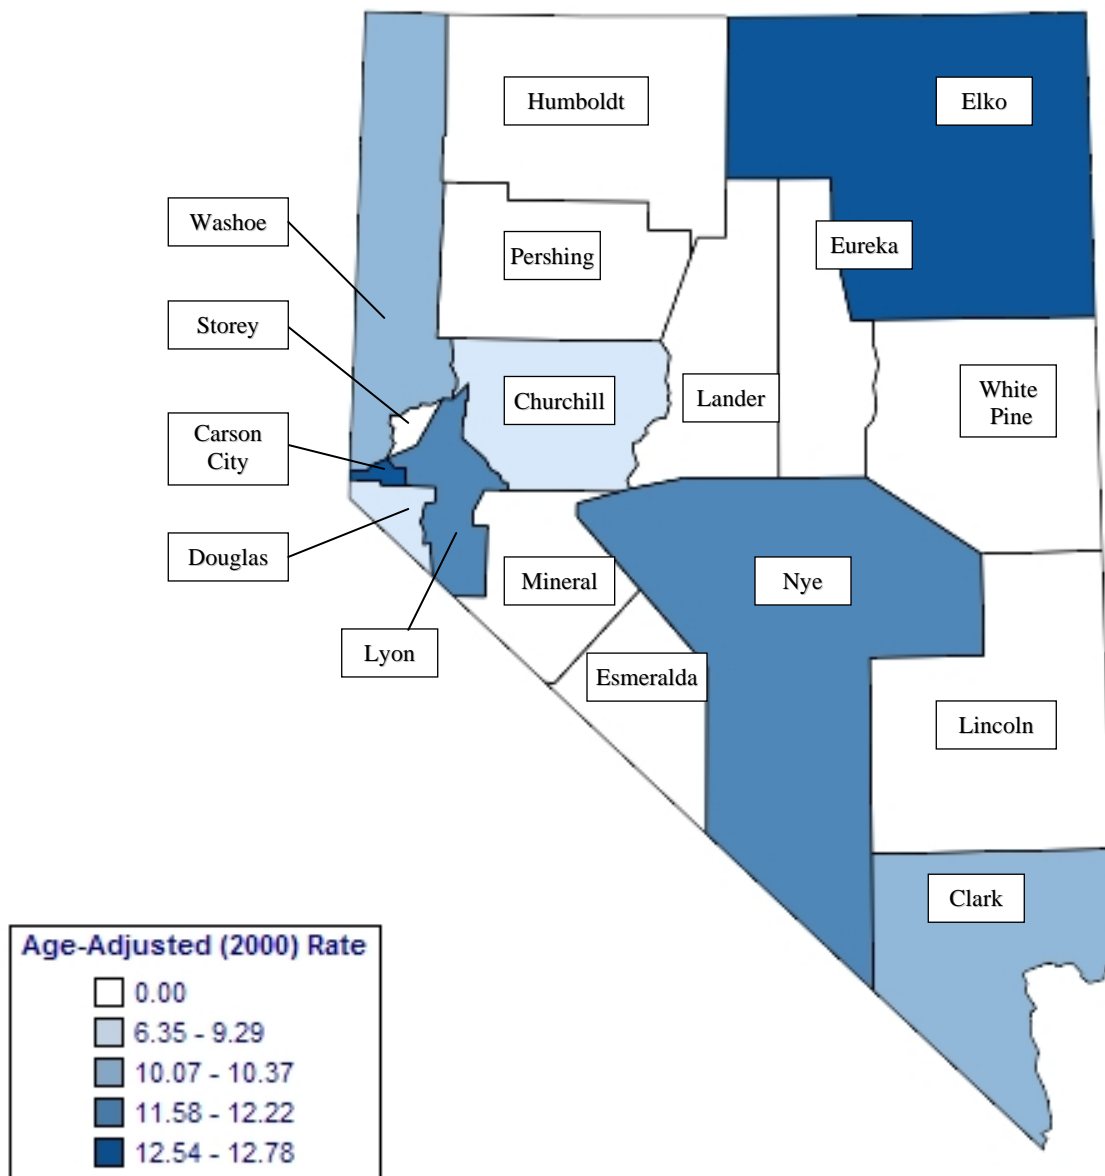 Humboldt
Elko
Washoe
Eureka
Pershing
Storey
Churchill
Lander
White
Pine
Carson
City
Douglas
Mineral
Nye
Lyon
Esmeralda
Lincoln
Clark
Age-Adjusted (2000) Rate
0.00
6.35 - 9.29
10.07 - 10.37
11.58 - 12.22
12.54 - 12.78